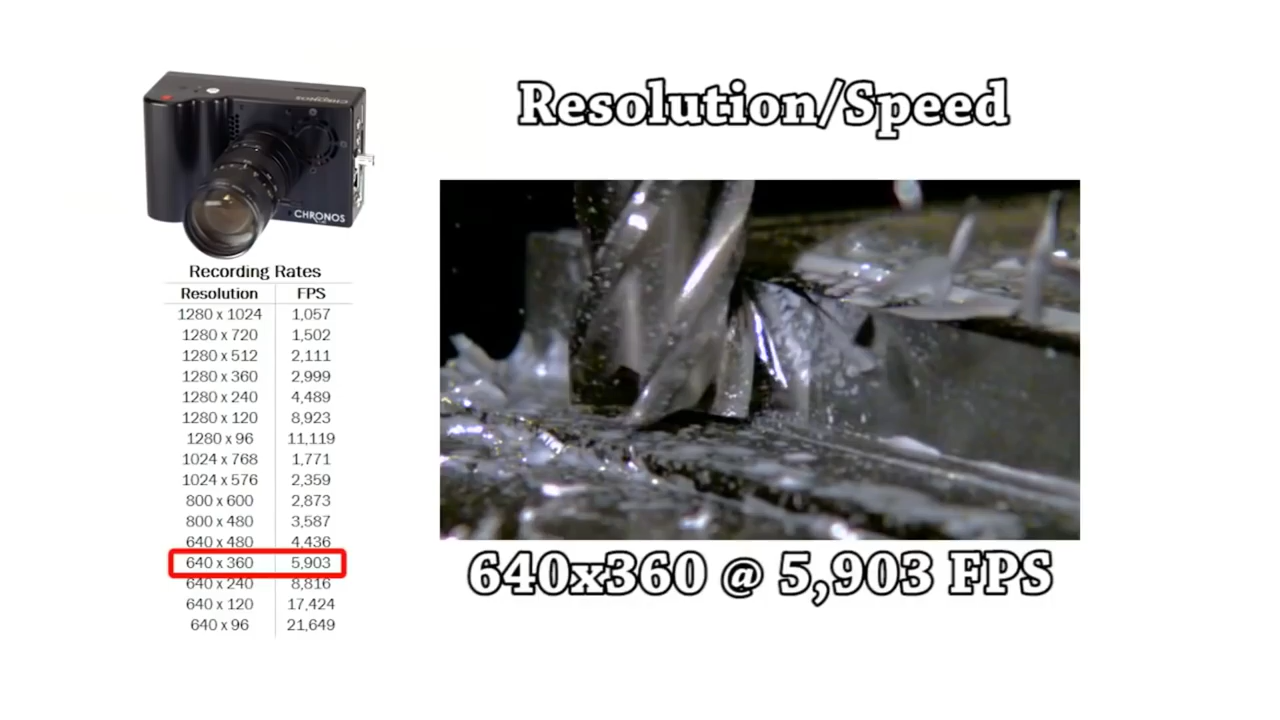 Resolution/Speed
CHRONOS
CHRONOS
Recording Rates
Resolution FPS
1280 x 1024 1,057
1280 x 720 1,502
1280 x 512 2,111
1280 x 360 2,999
1280 x 240 4,489
1280 x 120 8,923
1280 x 96 11,119
1024 x 768 1,771
1024 x 576 2,359
800 x 600 2,873
800 x 480 3,587
640 x 480 4,436
640 x 360 5,903
640 x 240 8,816
640 x 120 17,424
640 x 96 21,649
640x360 @ 5,903 FPS